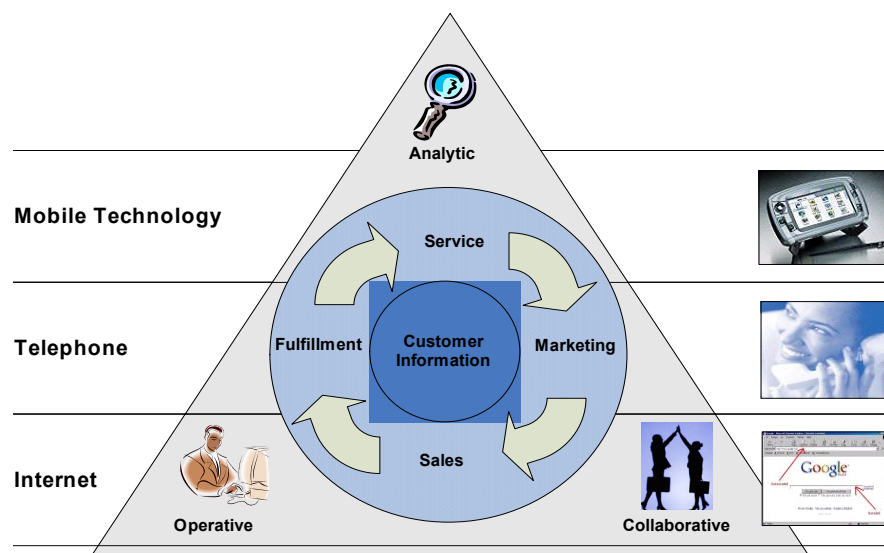 Analytic
Mobile Technology
Service
Telephone
Fulfillment
Customer
Information
Marketing
Google
Internet
Sales
Operative
Collaborative